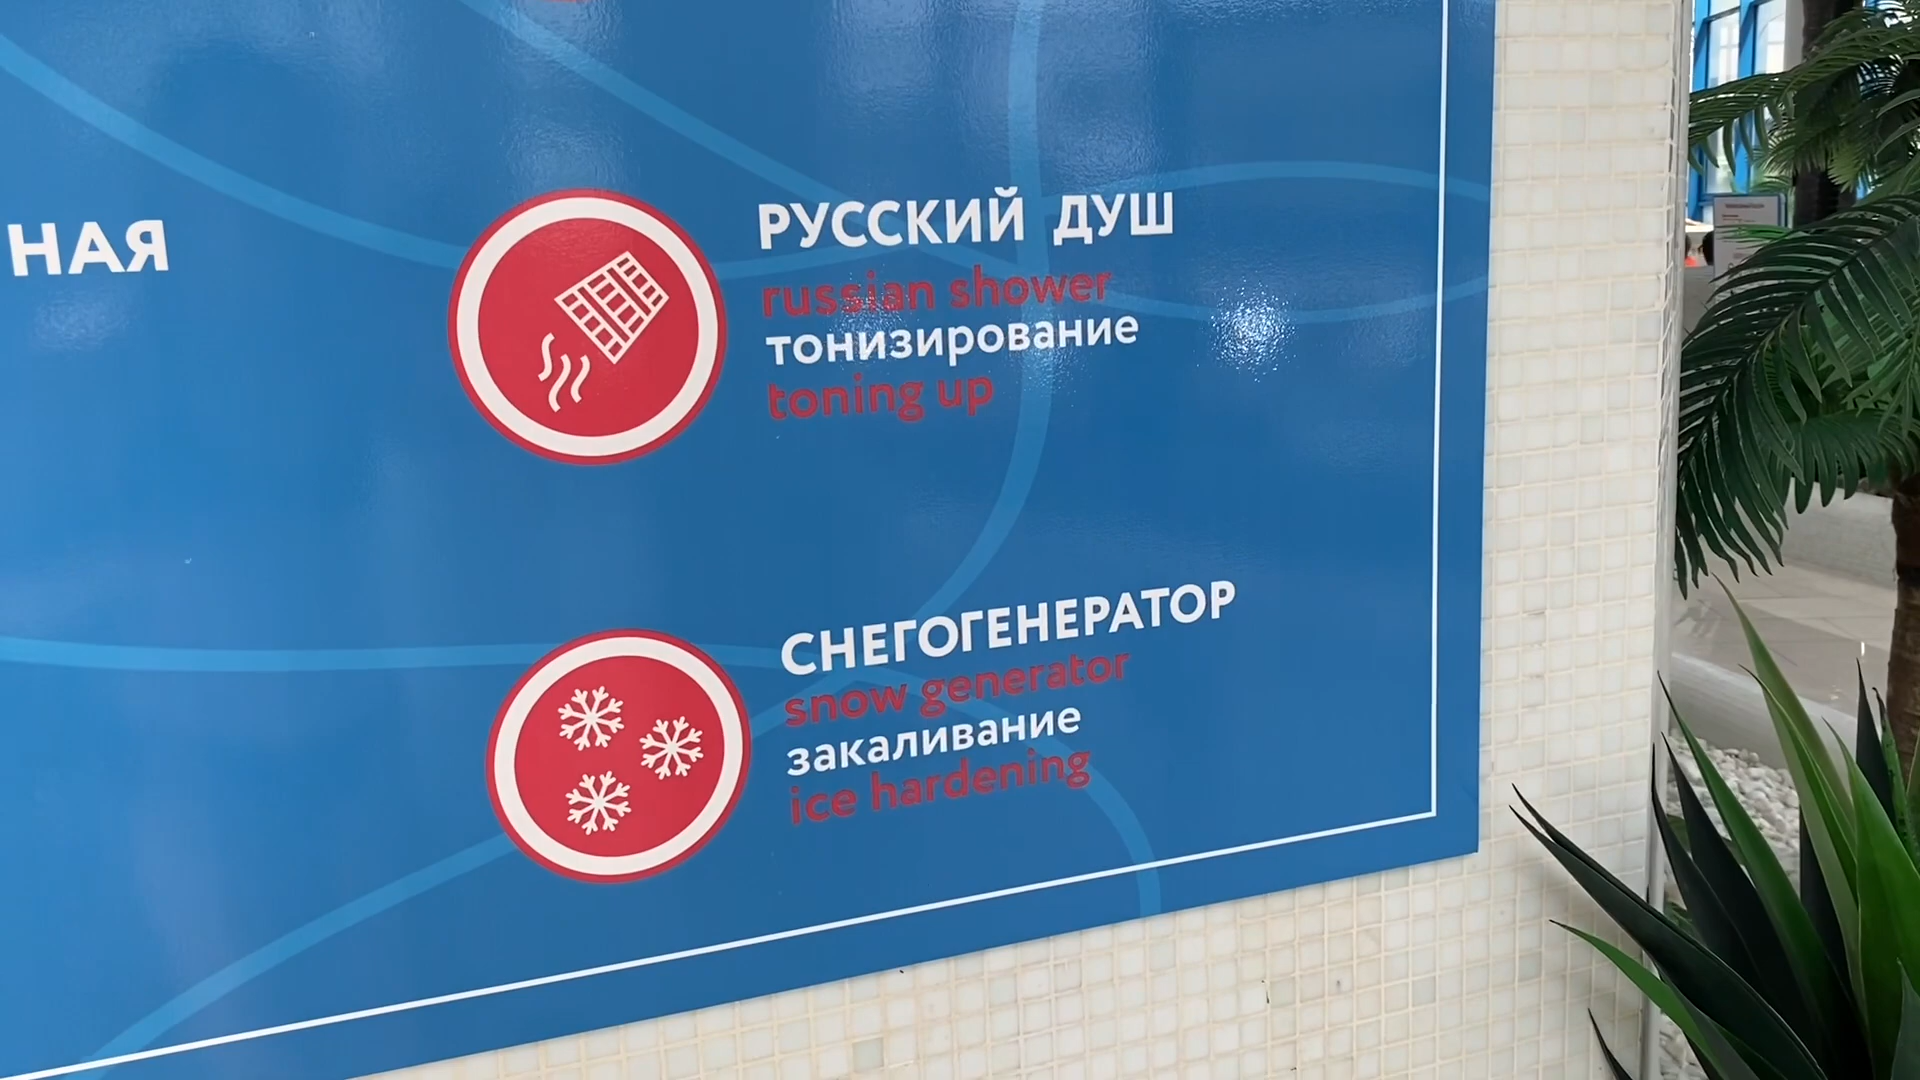 НАЯ
РУССКИЙ ДУШ
russian shower
тонизирование
toning up
СНЕГОГЕНЕРАТОР
snow generator
закаливание
ice hardening